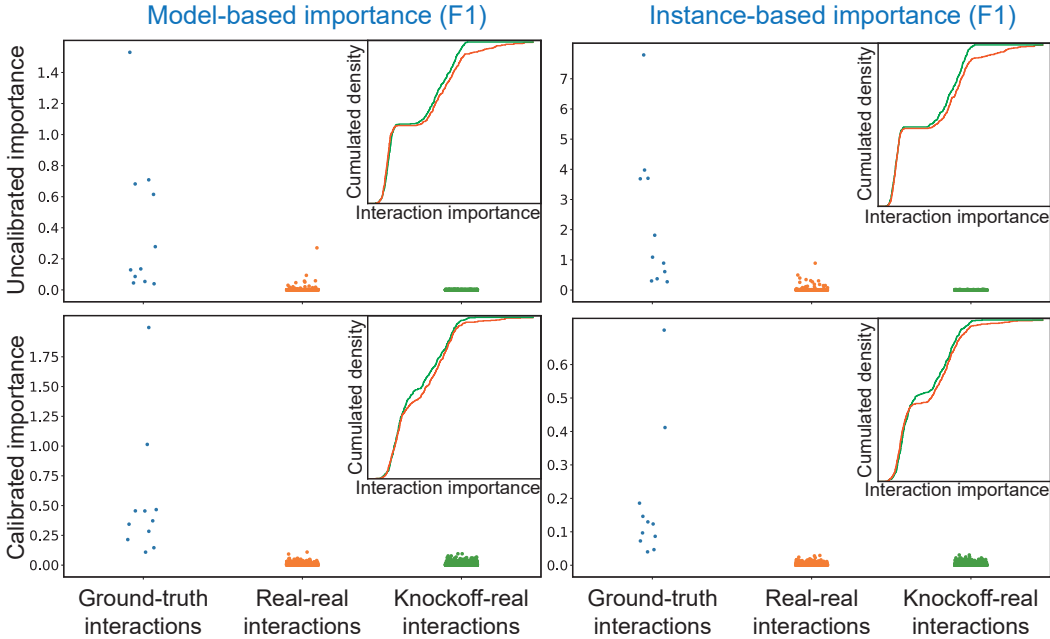 Model-based importance (F1)
Instance-based importance (F1)
Uncalibrated importance
1.4
1.2
1.0
0.8
0.6
0.4
0.2
0.0
Cumulated density
Interaction importance
7
6
5
4
3
2
1
0
Cumulated density
Interaction importance
Calibrated importance
1.75
1.50
1.25
1.00
0.75
0.50
0.25
0.00
Cumulated density
Interaction importance
0.6
0.5
0.4
0.3
0.2
0.1
0.0
Cumulated density
Interaction importance
Ground-truth
interactions
Real-real
interactions
Knockoff-real
interactions
Ground-truth
interactions
Real-real
interactions
Knockoff-real
interactions